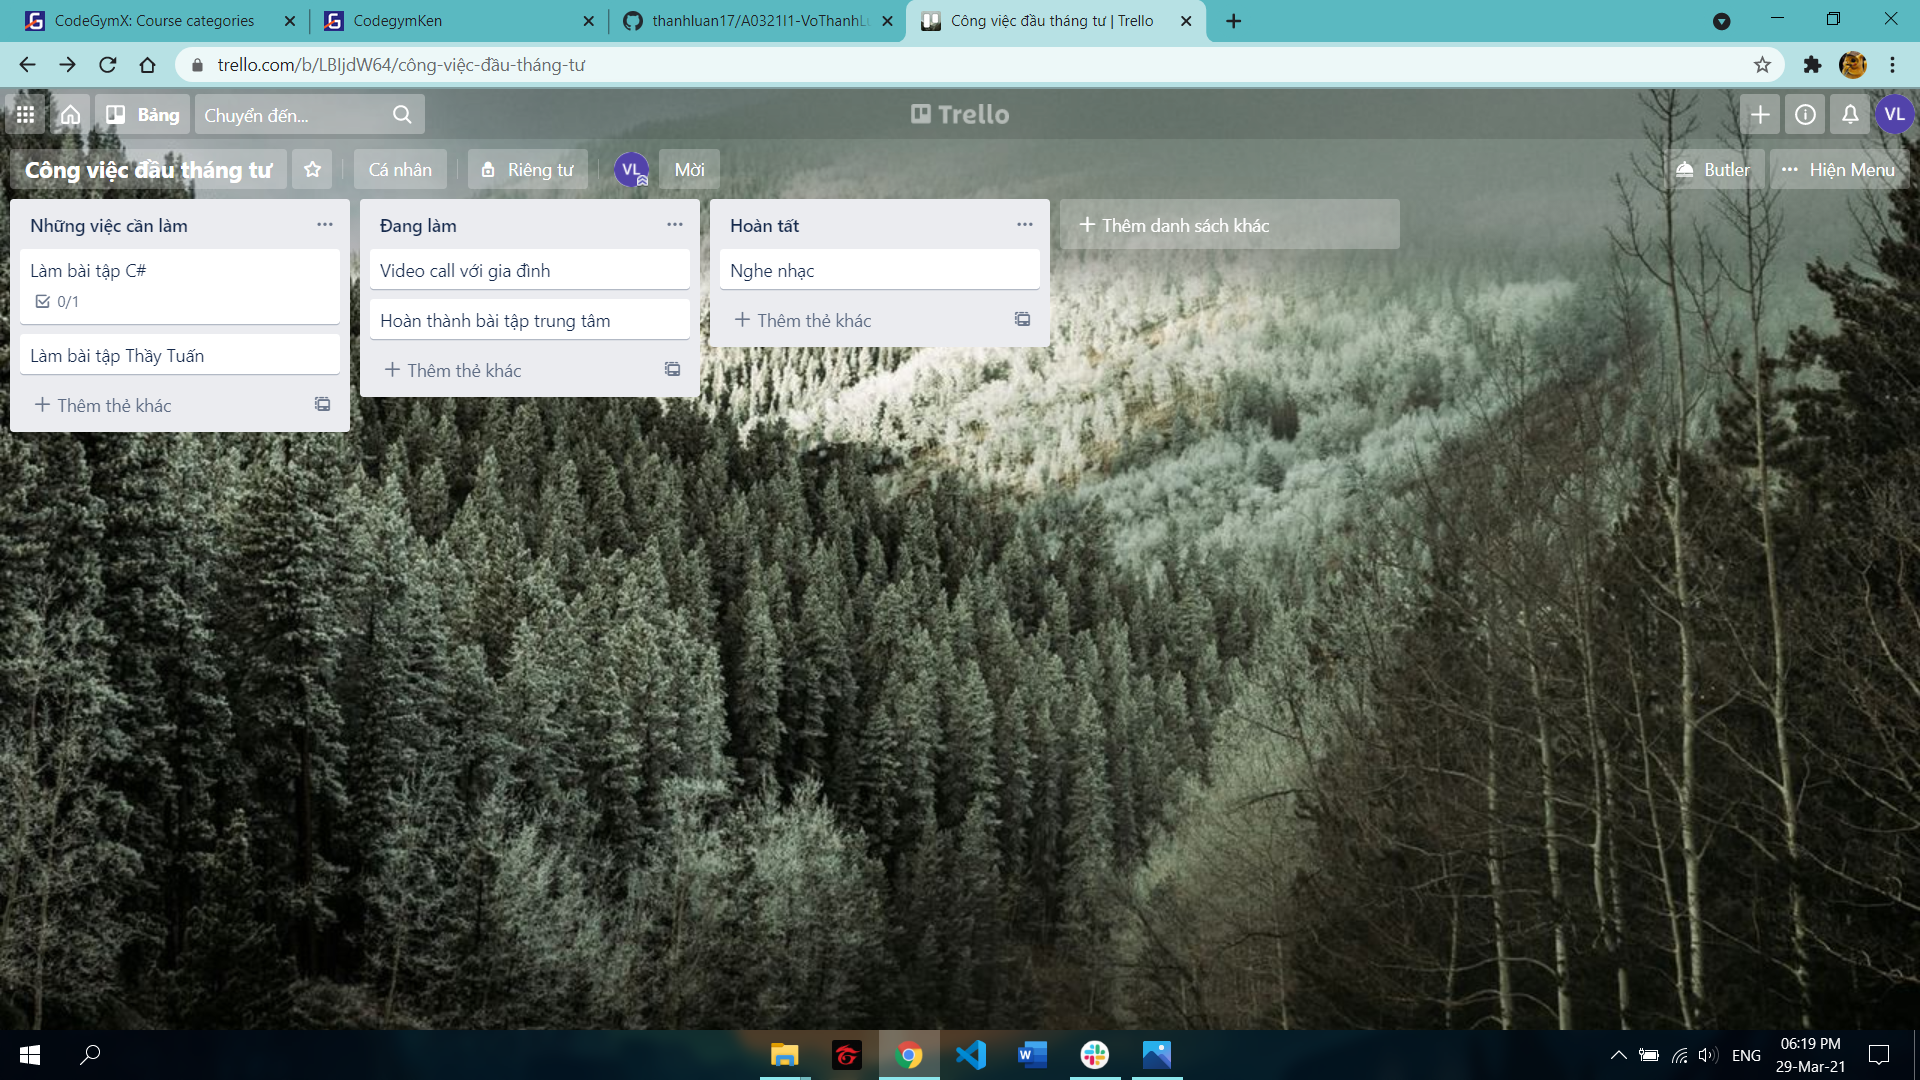 CodeGymX: Course categories
CodegymKen
thanhluan17/A0321I1-VoThanhLu
Công việc đầu tháng tư | Trello
trello.com/b/LBIjdW64/công-việc-đầu-tháng-tư
Bảng
Chuyển đến...
Trello
VL
Công việc đầu tháng tư
Cá nhân
Riêng tư
VL
Mời
Butler
Hiện Menu
Những việc cần làm
Làm bài tập C#
0/1
Làm bài tập Thầy Tuấn
Thêm thẻ khác
Đang làm
Video call với gia đình
Hoàn thành bài tập trung tâm
Thêm thẻ khác
Hoàn tất
Nghe nhạc
Thêm thẻ khác
Thêm danh sách khác
ENG
06:19 PM
29-Mar-21